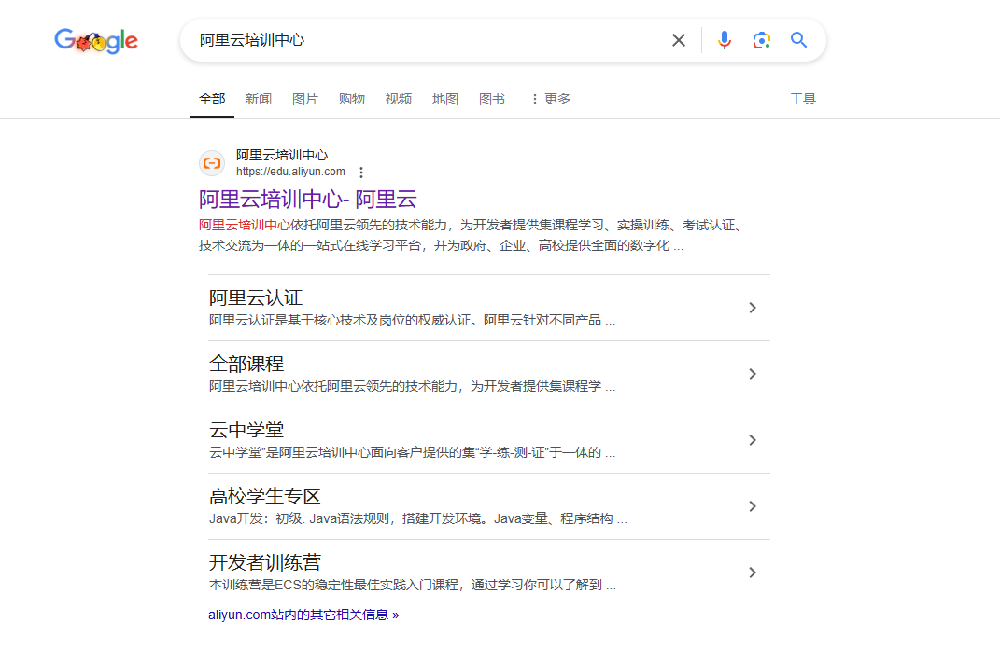 Google
阿里云培训中心
全部 新闻 图片 购物 视频 地图 图书 更多 工具
阿里云培训中心
https://edu.aliyun.com
阿里云培训中心- 阿里云
阿里云培训中心依托阿里云领先的技术能力，为开发者提供集课程学习、实操训练、考试认证、
技术交流为一体的一站式在线学习平台，并为政府、企业、高校提供全面的数字化 ...
阿里云认证
阿里云认证是基于核心技术及岗位的权威认证。阿里云针对不同产品 ...
全部课程
阿里云培训中心依托阿里云领先的技术能力，为开发者提供集课程学 ...
云中学堂
云中学堂”是阿里云培训中心面向客户提供的集“学-练-测-证”于一体的 ...
高校学生专区
Java开发：初级. Java语法规则，搭建开发环境。Java变量、程序结构 ...
开发者训练营
本训练营是ECS的稳定性最佳实践入门课程，通过学习你可以了解到 ...
aliyun.com站内的其它相关信息 »